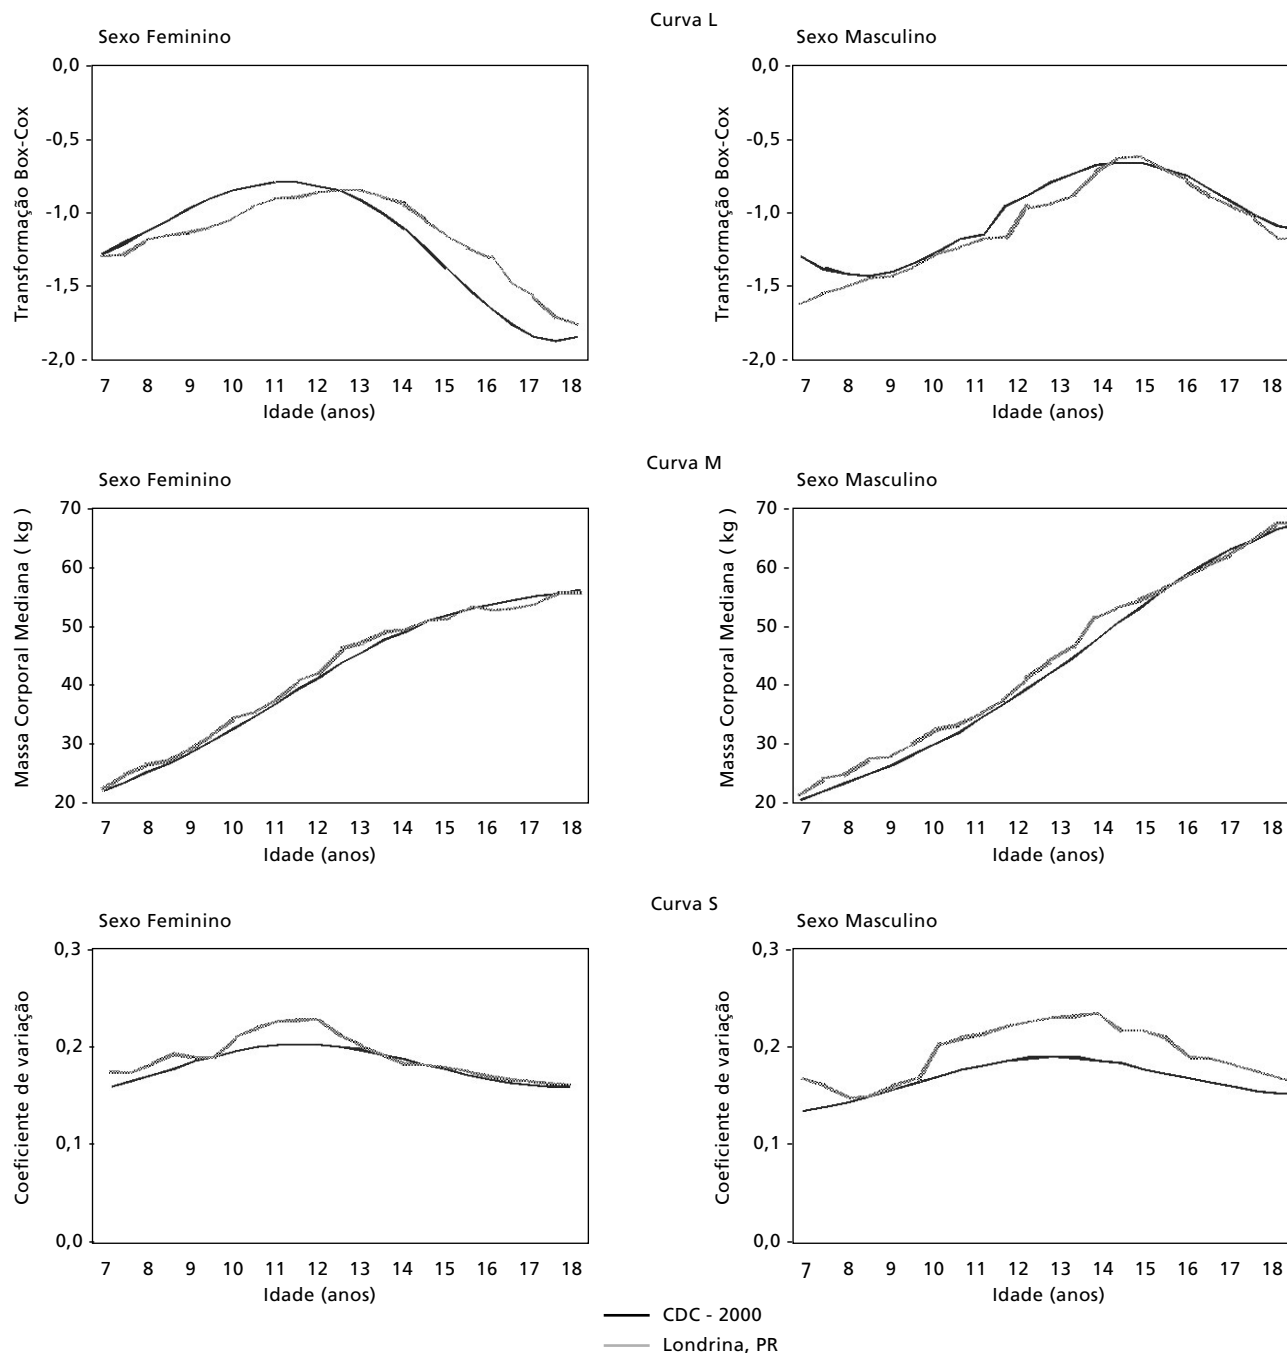 Curva L
Sexo Feminino
Sexo Masculino
Transformação Box-Cox
0,0
-0,5
-1,0
-1,5
-2,0
7 8 9 10 11 12 13 14 15 16 17 18
Idade (anos)
Transformação Box-Cox
0,0
-0,5
-1,0
-1,5
-2,0
7 8 9 10 11 12 13 14 15 16 17 18
Idade (anos)
Curva M
Sexo Feminino
Sexo Masculino
Massa Corporal Mediana ( kg )
70
60
50
40
30
20
7 8 9 10 11 12 13 14 15 16 17 18
Idade (anos)
Massa Corporal Mediana ( kg )
70
60
50
40
30
20
7 8 9 10 11 12 13 14 15 16 17 18
Idade (anos)
Curva S
Sexo Feminino
Sexo Masculino
Coeficiente de variação
0,3
0,2
0,1
0,0
7 8 9 10 11 12 13 14 15 16 17 18
Idade (anos)
Coeficiente de variação
0,3
0,2
0,1
0,0
7 8 9 10 11 12 13 14 15 16 17 18
Idade (anos)
CDC - 2000
Londrina, PR